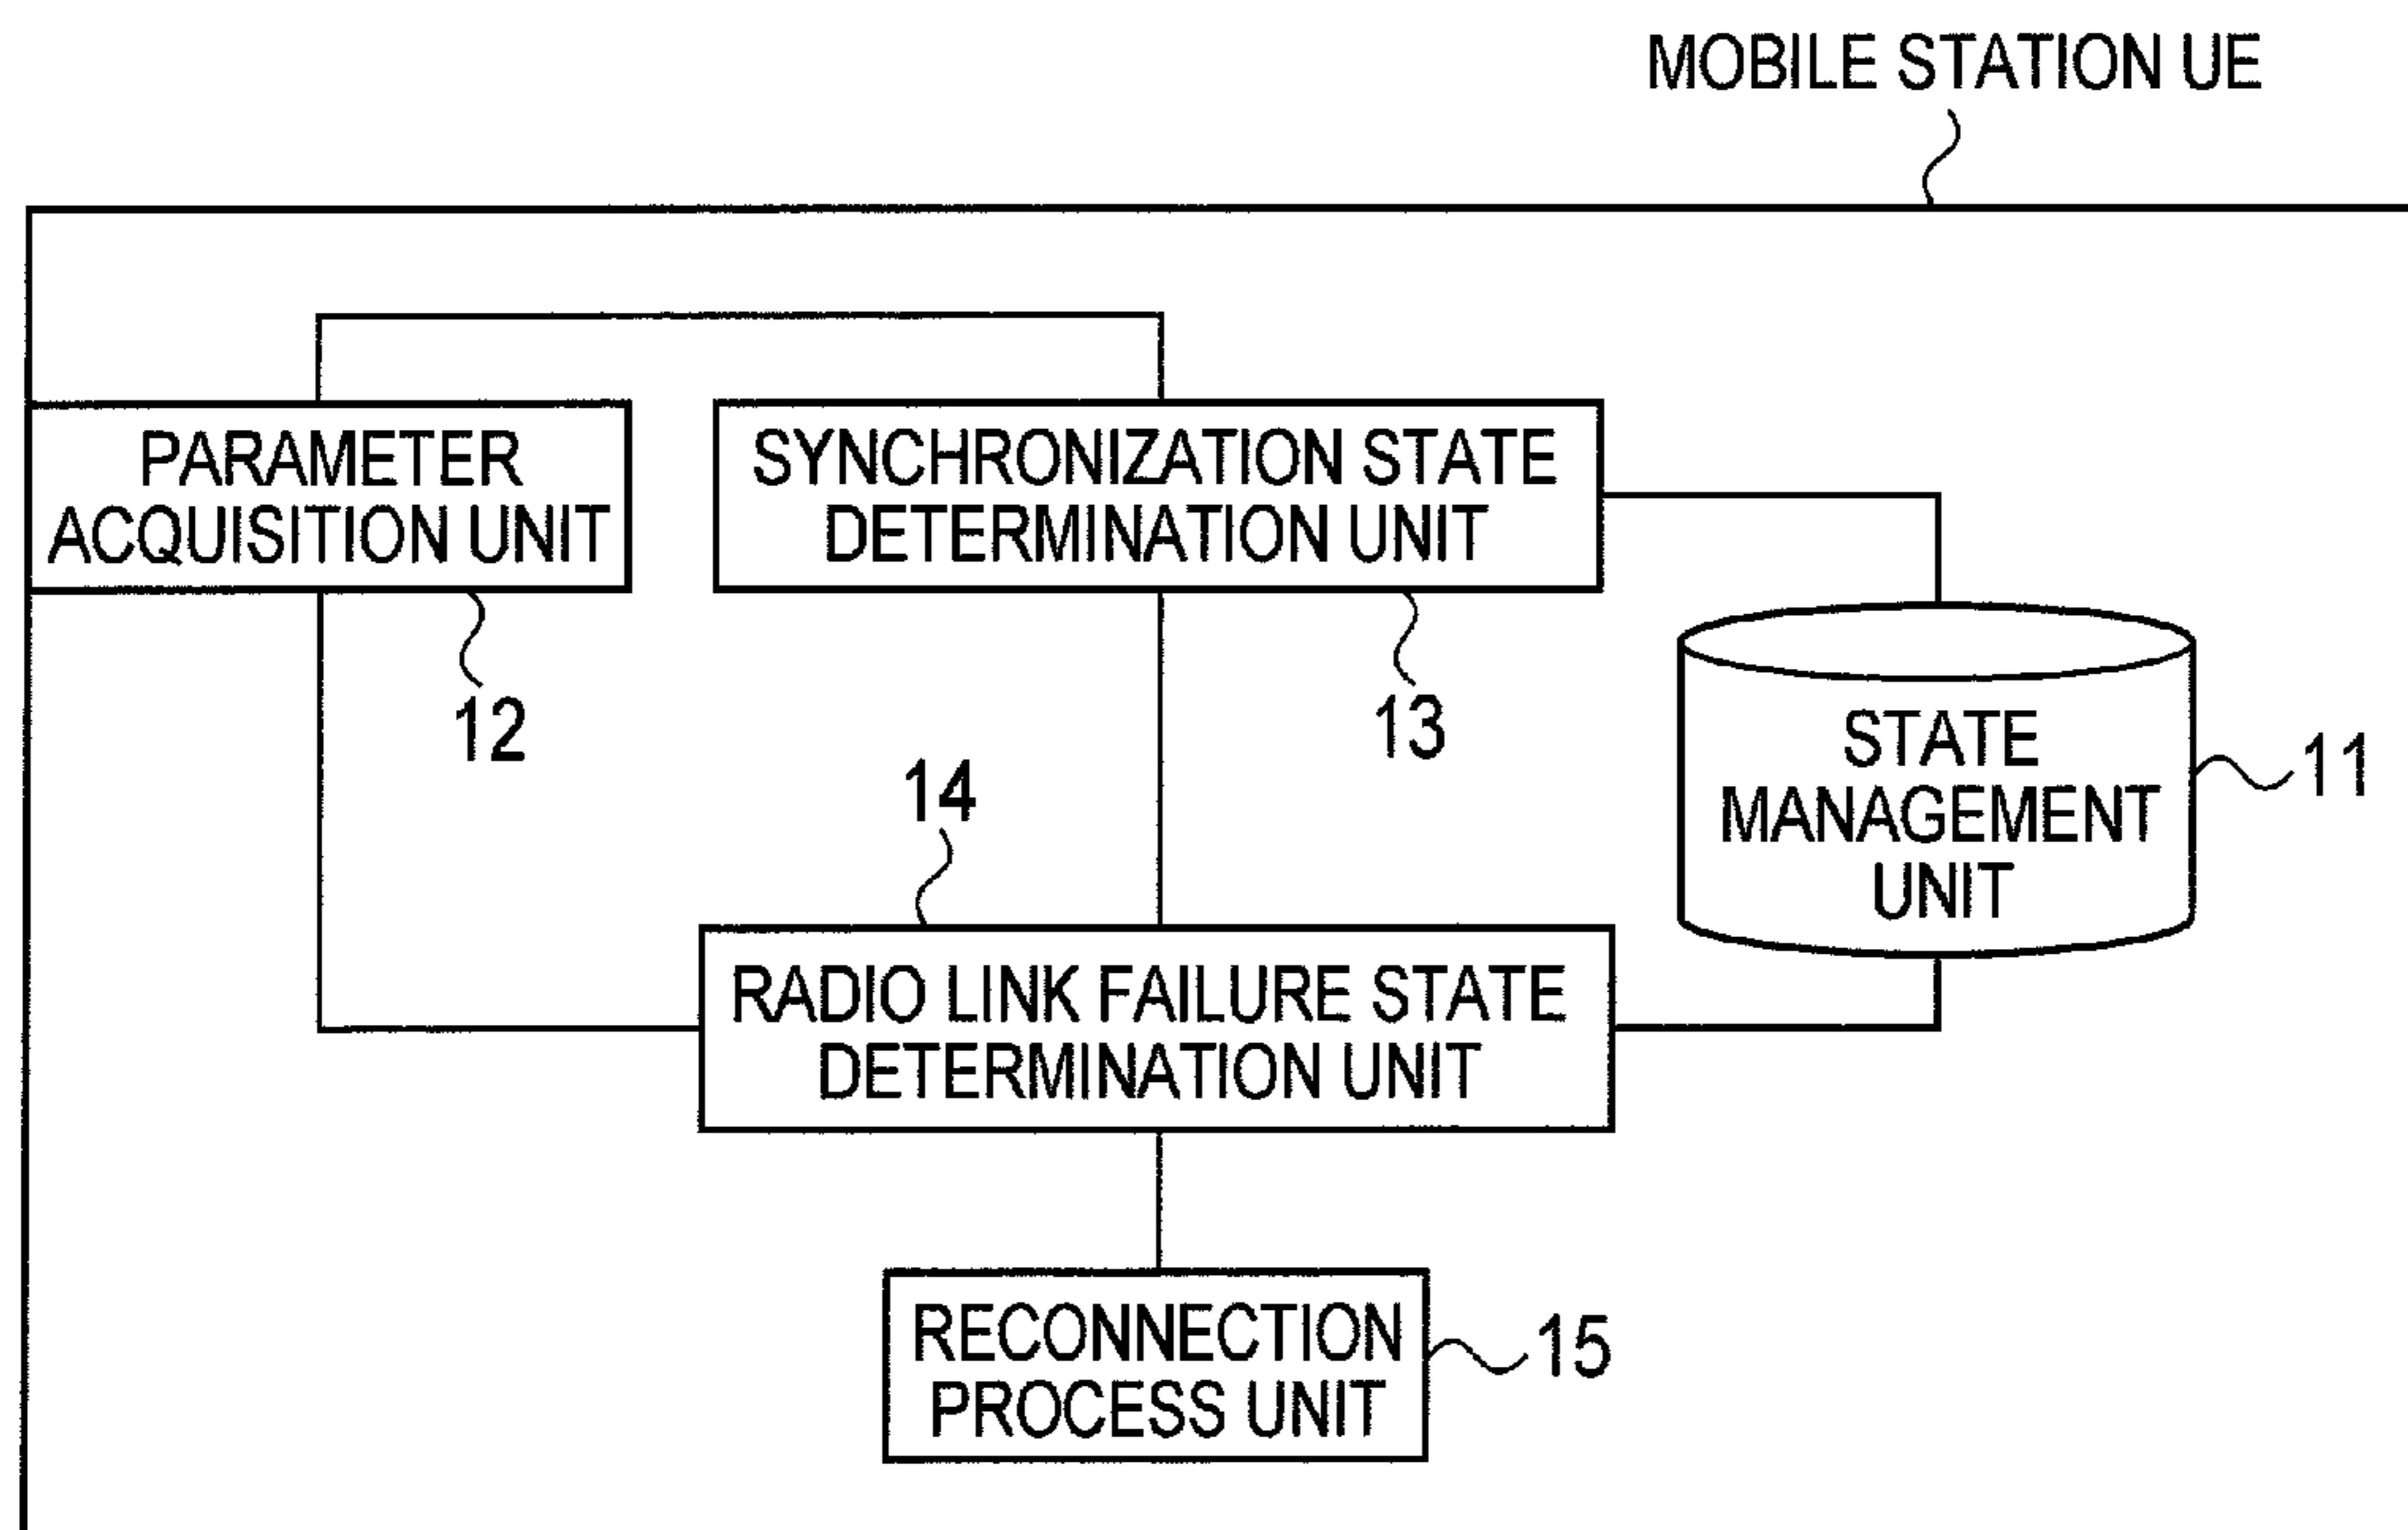 MOBILE STATION UE
PARAMETER
ACQUISITION UNIT
12
SYNCHRONIZATION STATE
DETERMINATION UNIT
13
STATE
MANAGEMENT
UNIT
11
14
RADIO LINK FAILURE STATE
DETERMINATION UNIT
RECONNECTION
PROCESS UNIT
15